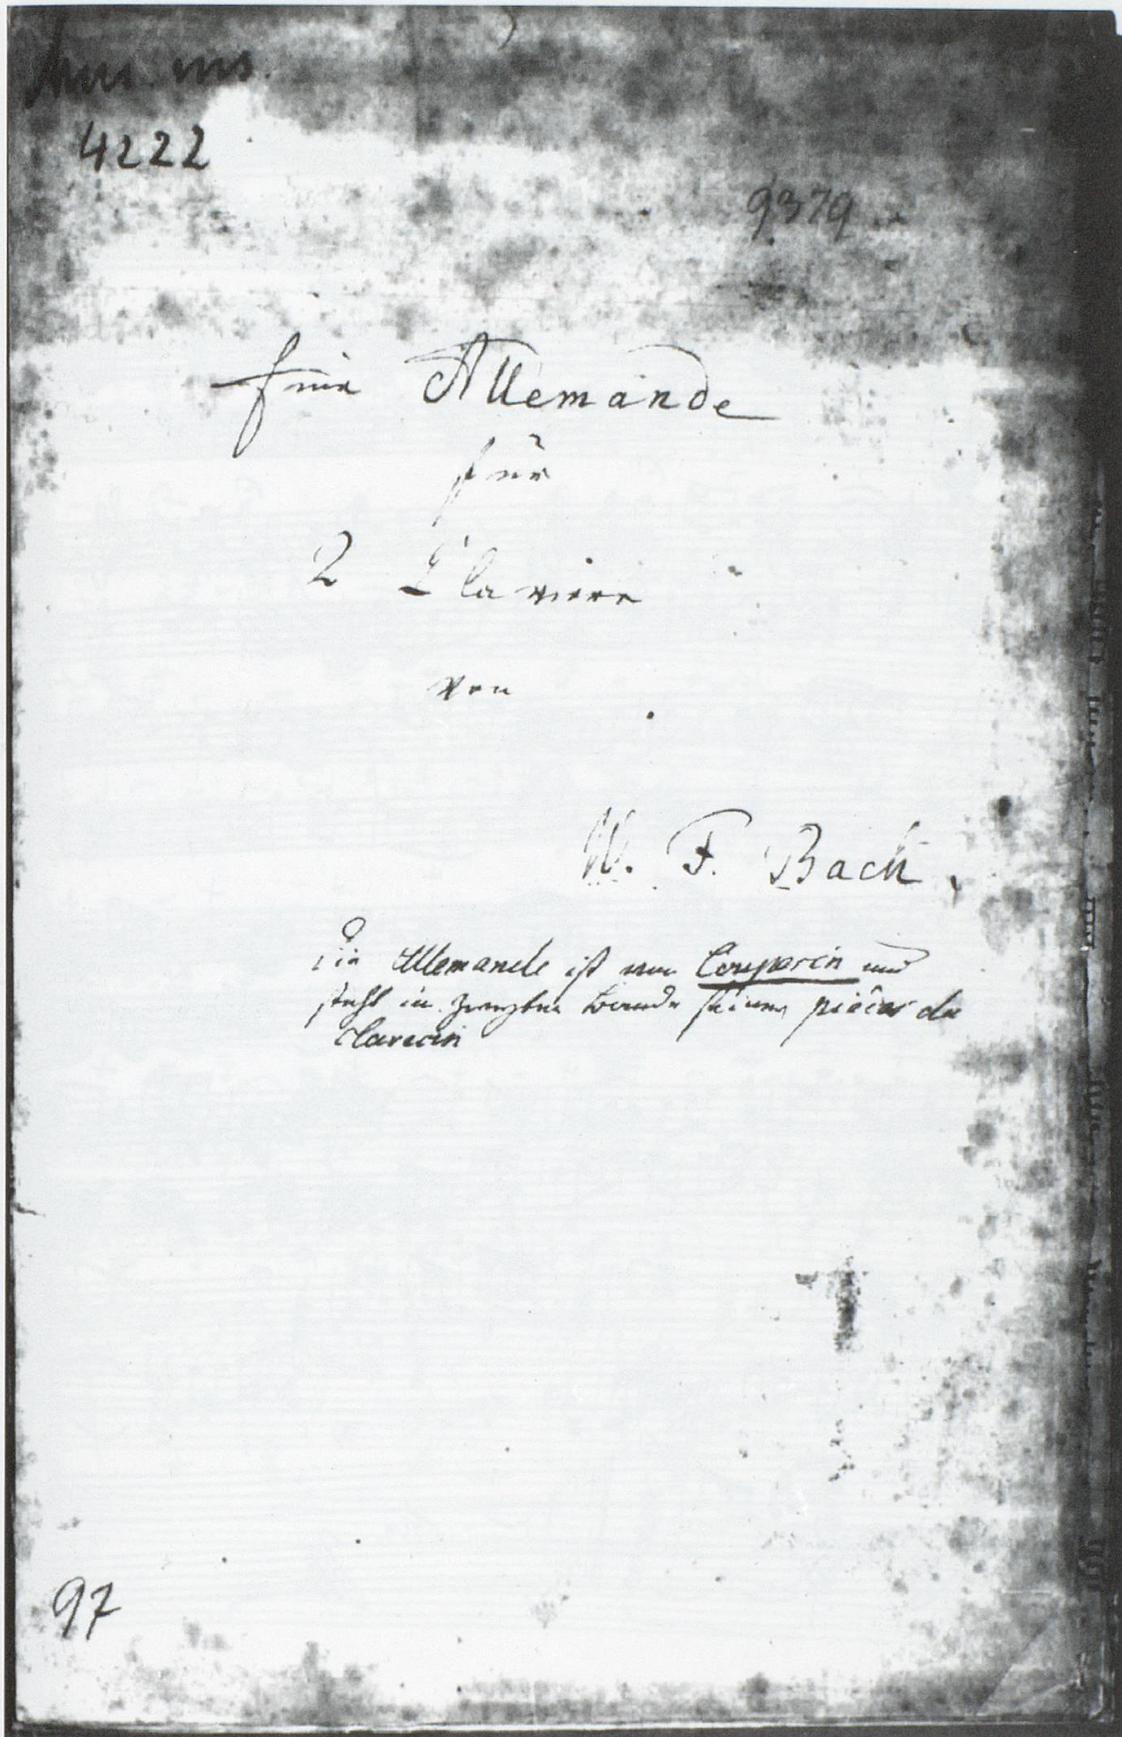 Mus. ms.
4222
9379
Eine Allemande
für
2 Claviere
von
W. F. Bach.
Die Allemande ist von Couperin und
steht im zweyten Bande seiner pièces de
clavecin
97